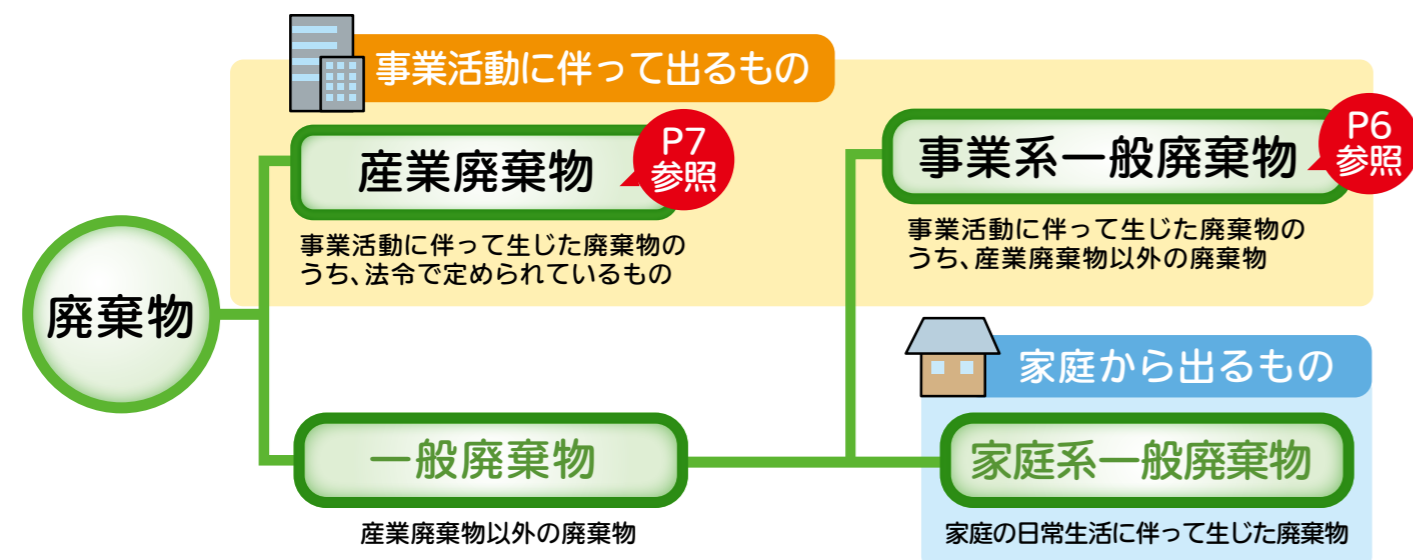 事業活動に伴って出るもの
産業廃棄物
P7
参照
事業活動に伴って生じた廃棄物の
うち、法令で定められているもの
事業系一般廃棄物
P6
参照
事業活動に伴って生じた廃棄物の
うち、産業廃棄物以外の廃棄物
廃棄物
家庭から出るもの
一般廃棄物
産業廃棄物以外の廃棄物
家庭系一般廃棄物
家庭の日常生活に伴って生じた廃棄物